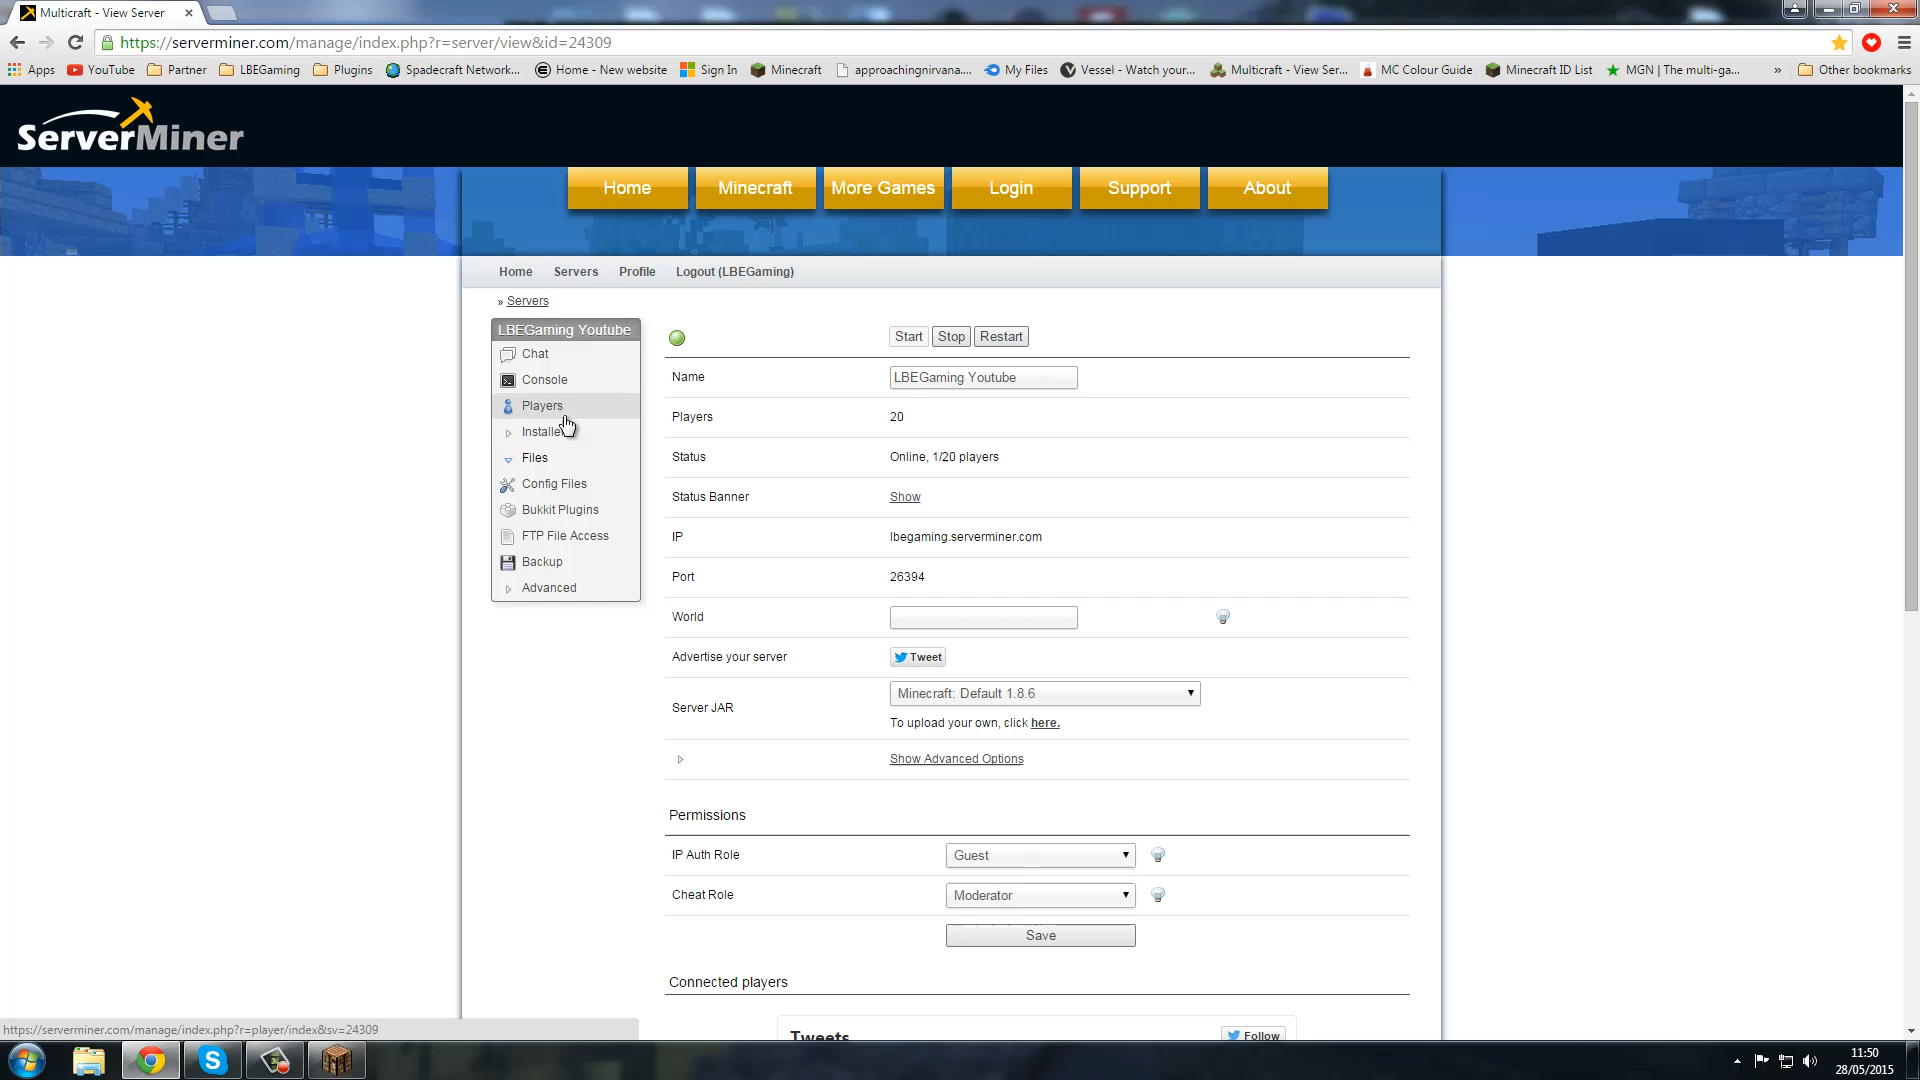 Multicraft - View Server
https://serverminer.com/manage/index.php?r=server/view&id=24309
Apps YouTube Partner LBEGaming Plugins Spadecraft Network... Home - New website Sign In Minecraft approachingnirvana.... My Files Vessel - Watch your... Multicraft - View Ser... MC Colour Guide Minecraft ID List MGN | The multi-ga... » Other bookmarks
ServerMiner
Home Minecraft More Games Login Support About
Home Servers Profile Logout (LBEGaming)
» Servers
LBEGaming Youtube
Chat
Console
Players
Files
Config Files
Bukkit Plugins
FTP File Access
Backup
Advanced
Start Stop Restart
Name LBEGaming Youtube
Players 20
Status Online, 1/20 players
Status Banner Show
IP lbegaming.serverminer.com
Port 26394
World
Advertise your server Tweet
Server JAR Minecraft: Default 1.8.6
To upload your own, click here.
Show Advanced Options
Permissions
IP Auth Role Guest
Cheat Role Moderator
Save
Connected players
Tweets Follow
https://serverminer.com/manage/index.php?r=player/index&sv=24309
11:50
28/05/2015